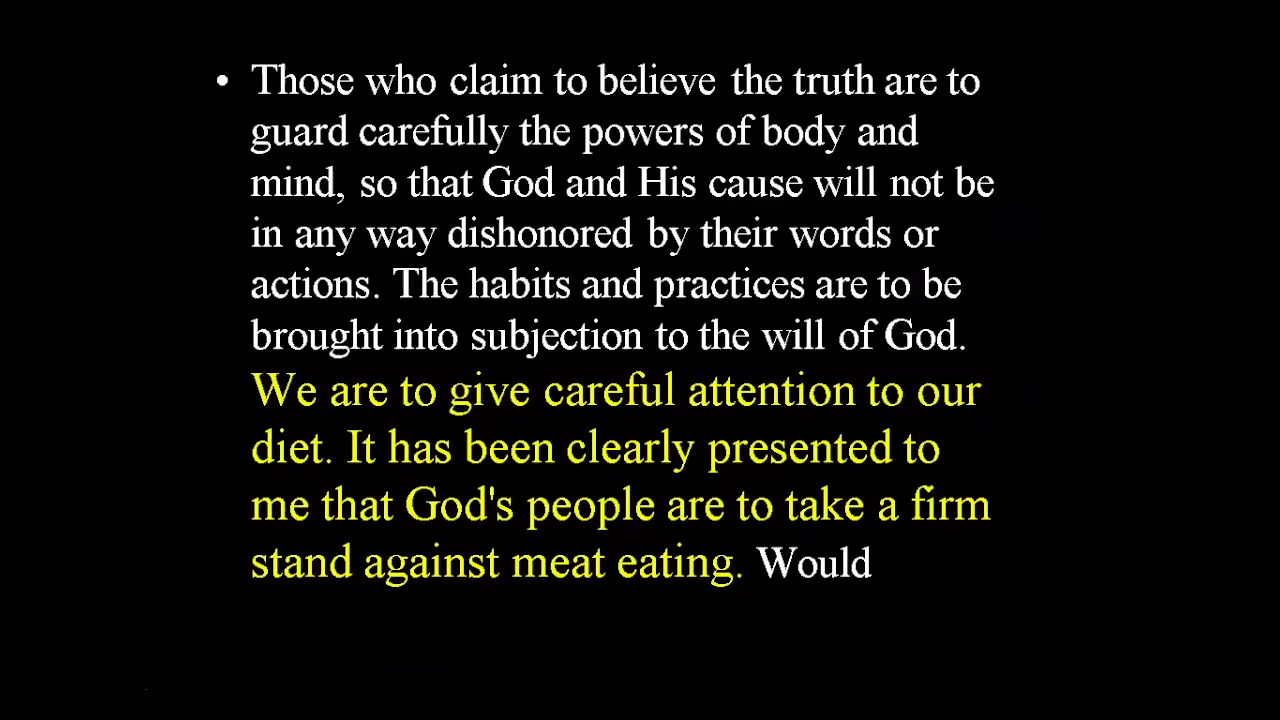 • Those who claim to believe the truth are to
guard carefully the powers of body and
mind, so that God and His cause will not be
in any way dishonored by their words or
actions. The habits and practices are to be
brought into subjection to the will of God.
We are to give careful attention to our
diet. It has been clearly presented to
me that God's people are to take a firm
stand against meat eating. Would